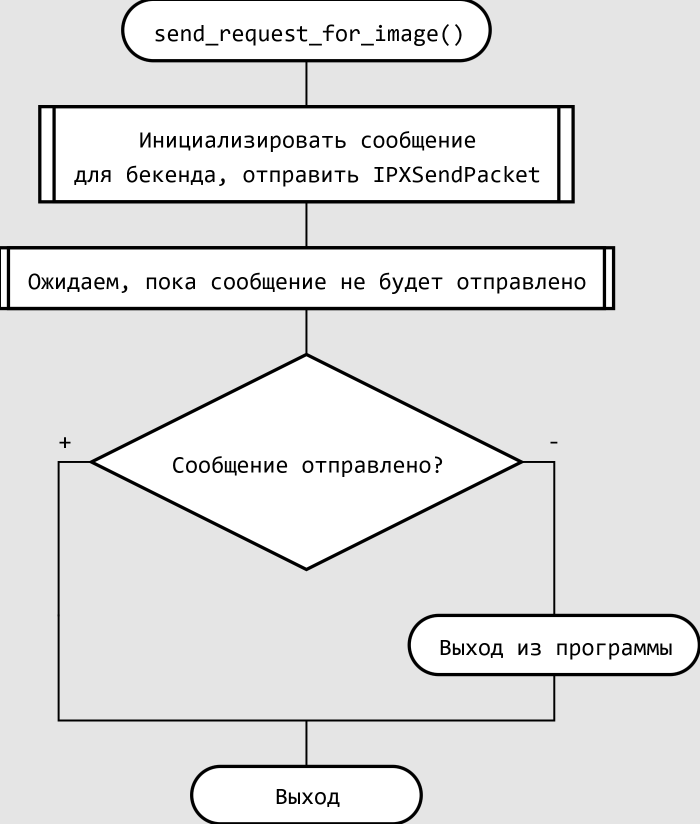 send_request_for_image()
Инициализировать сообщение
для бекенда, отправить IPXSendPacket
Ожидаем, пока сообщение не будет отправлено
+
-
Сообщение отправлено?
Выход из программы
Выход